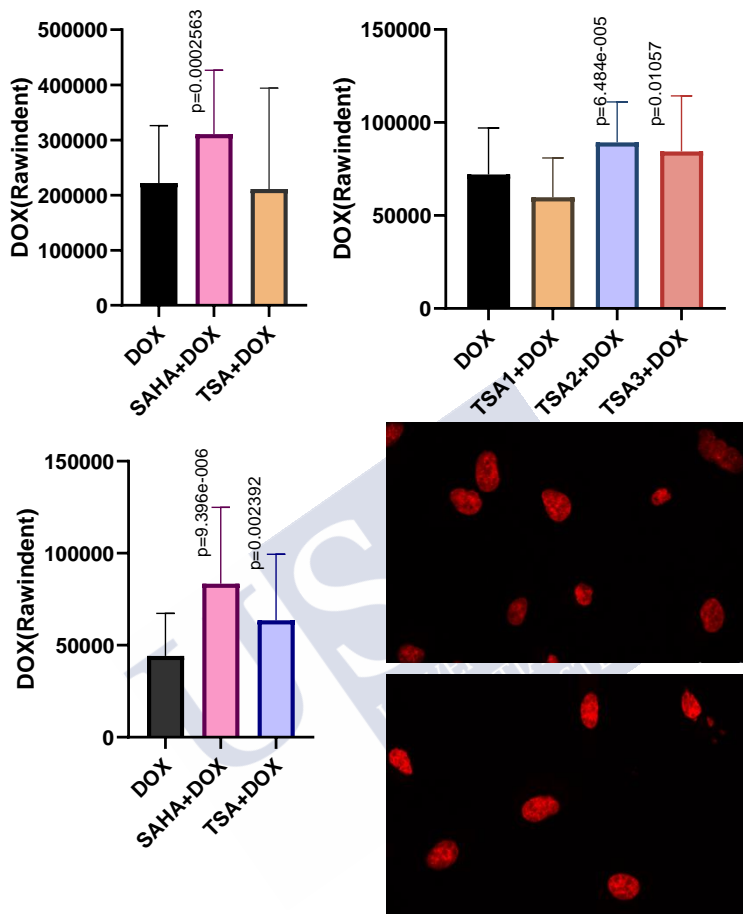 DOX(Rawindent)
500000
400000
300000
200000
100000
0
p=0.0002563
DOX
SAHA+DOX
TSA+DOX
DOX(Rawindent)
150000
100000
50000
0
p=6.484e-005
p=0.01057
DOX
TSA1+DOX
TSA2+DOX
TSA3+DOX
DOX(Rawindent)
150000
100000
50000
0
p=9.396e-006
p=0.002392
DOX
SAHA+DOX
TSA+DOX
US